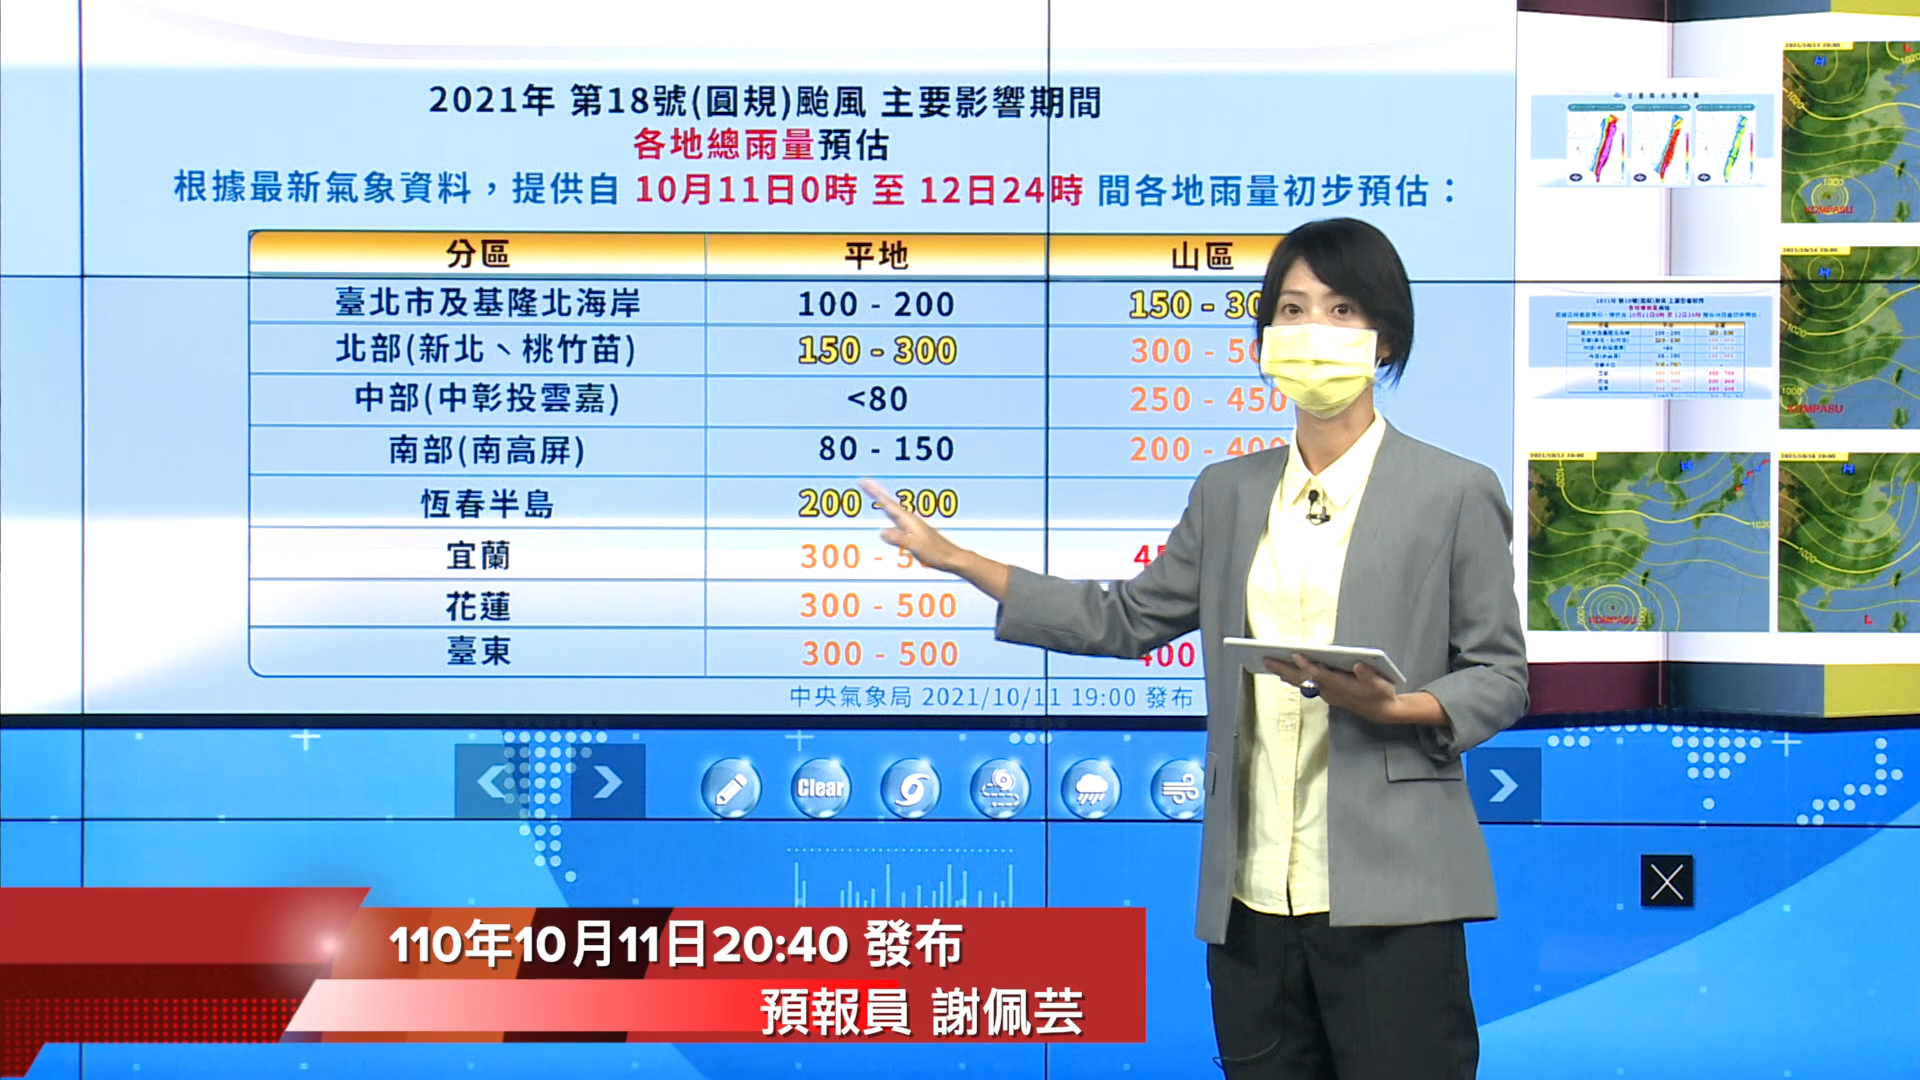 2021年 第18號(圓規)颱風 主要影響期間
各地總雨量預估
根據最新氣象資料，提供自 10月11日0時 至 12日24時 間各地雨量初步預估：
分區 平地 山區
臺北市及基隆北海岸 100 - 200 150 -
北部(新北、桃竹苗) 150 - 300 300 -
中部(中彰投雲嘉) <80 250 - 450
南部(南高屏) 80 - 150 200 - 400
恆春半島 200 - 300
宜蘭 300 -
花蓮 300 - 500
臺東 300 - 500 400
中央氣象局 2021/10/11 19:00 發布
Clear
110年10月11日20:40 發布
預報員 謝佩芸